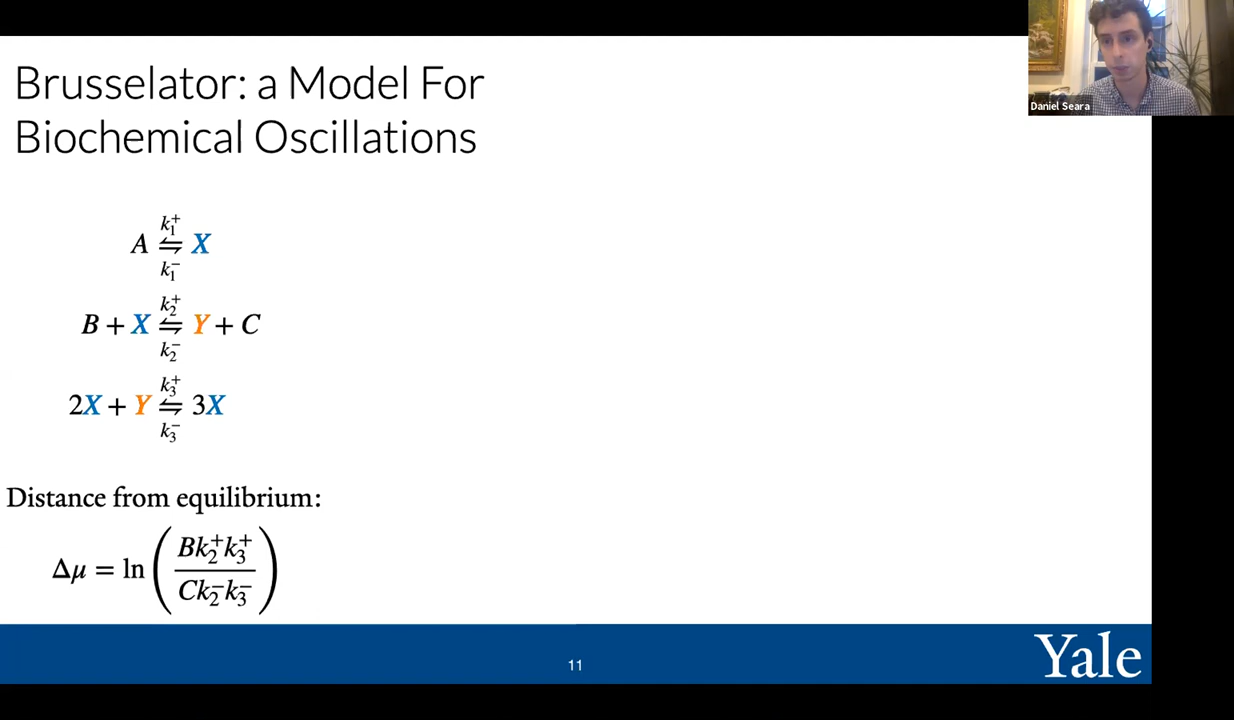 Brusselator: a Model For
Biochemical Oscillations
Daniel Seara
A ⇋ X
k₁⁺
k₁⁻
B + X ⇋ Y + C
k₂⁺
k₂⁻
2X + Y ⇋ 3X
k₃⁺
k₃⁻
Distance from equilibrium:
Δμ = ln(Bk₂⁺k₃⁺ / Ck₂⁻k₃⁻)
11
Yale